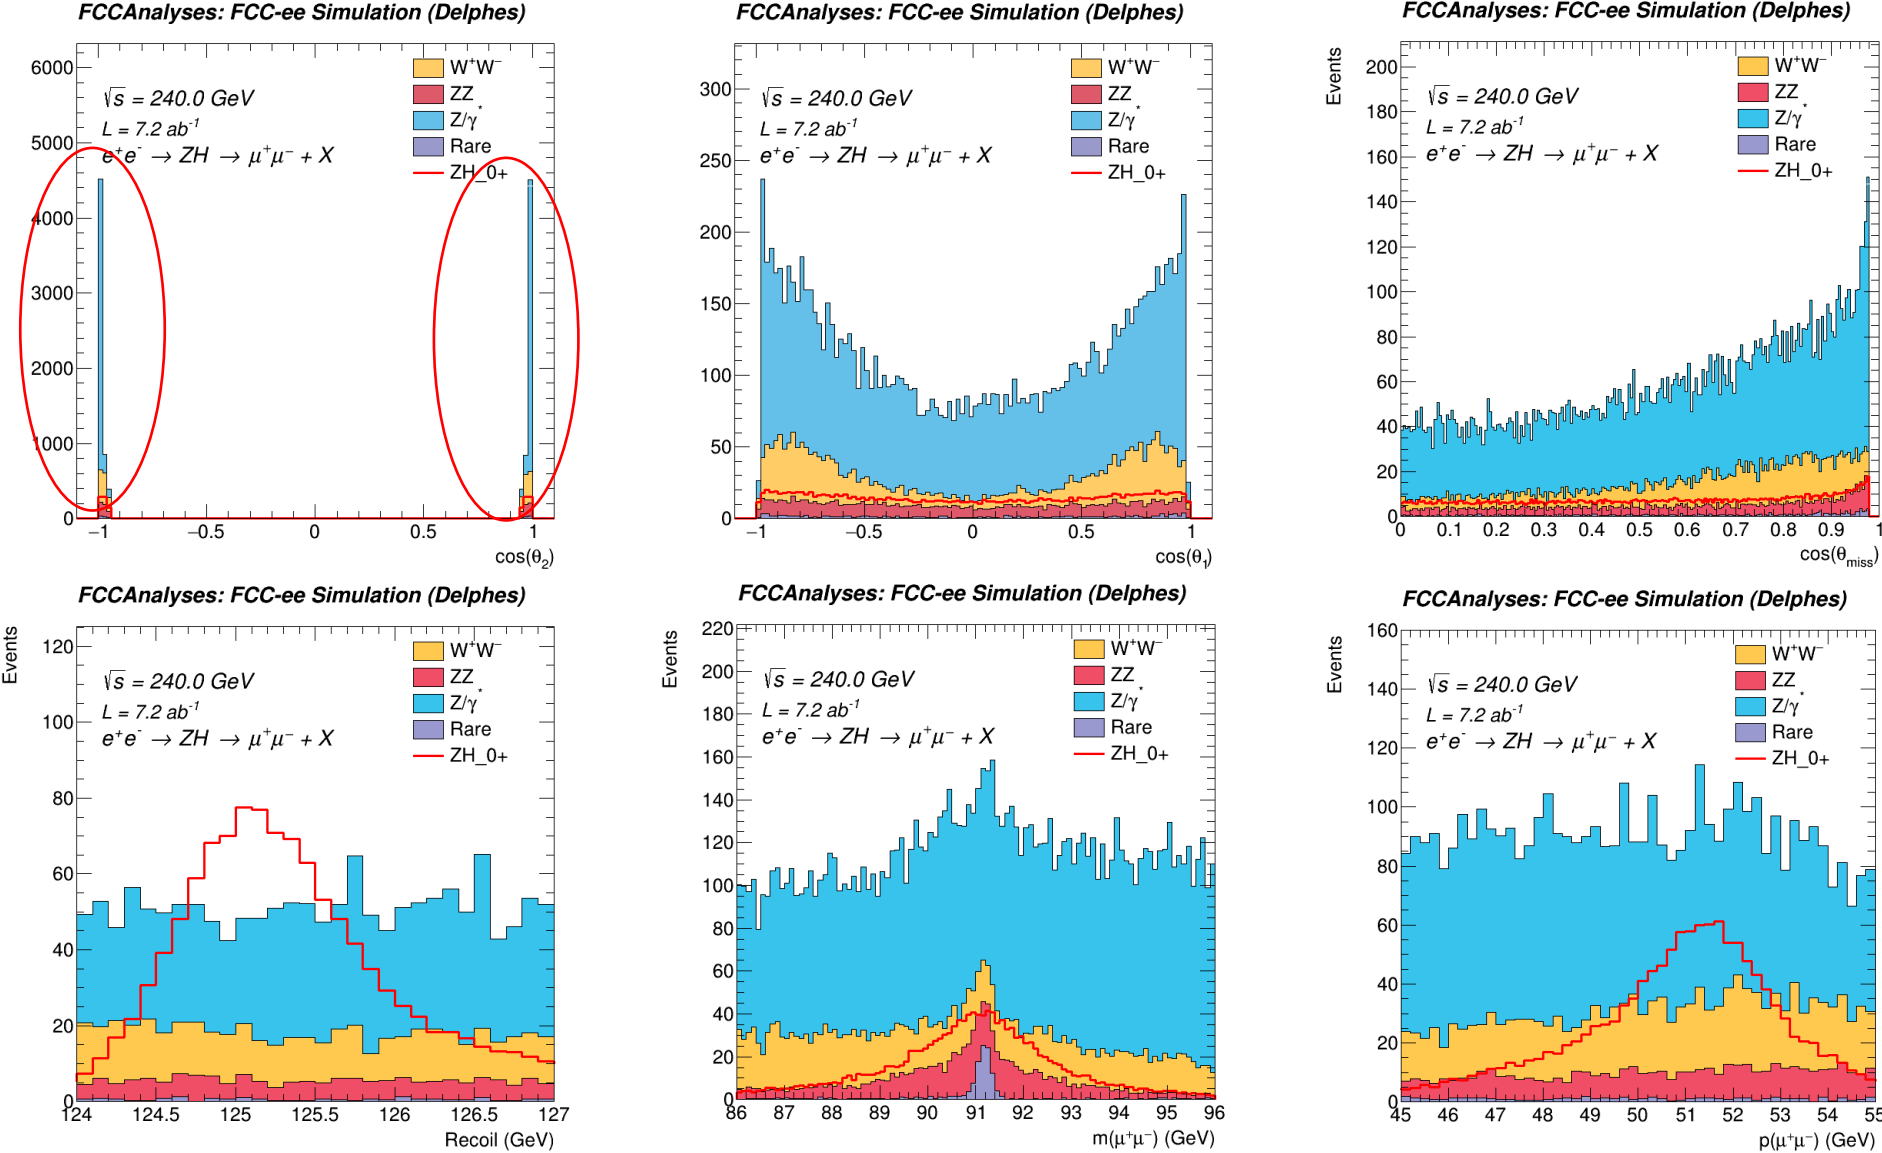 FCCAnalyses: FCC-ee Simulation (Delphes)
6000
5000
4000
3000
2000
1000
0
√s = 240.0 GeV
L = 7.2 ab⁻¹
e⁺e⁻ → ZH → μ⁺μ⁻ + X
W⁺W⁻
ZZ
Z/γ*
Rare
ZH_0+
−1 −0.5 0 0.5 1
cos(θ₂)
FCCAnalyses: FCC-ee Simulation (Delphes)
300
250
200
150
100
50
0
√s = 240.0 GeV
L = 7.2 ab⁻¹
e⁺e⁻ → ZH → μ⁺μ⁻ + X
W⁺W⁻
ZZ
Z/γ*
Rare
ZH_0+
−1 −0.5 0 0.5 1
cos(θ₁)
FCCAnalyses: FCC-ee Simulation (Delphes)
Events
200
180
160
140
120
100
80
60
40
20
0
√s = 240.0 GeV
L = 7.2 ab⁻¹
e⁺e⁻ → ZH → μ⁺μ⁻ + X
W⁺W⁻
ZZ
Z/γ*
Rare
ZH_0+
0 0.1 0.2 0.3 0.4 0.5 0.6 0.7 0.8 0.9 1
cos(θmiss)
FCCAnalyses: FCC-ee Simulation (Delphes)
Events
120
100
80
60
40
20
0
√s = 240.0 GeV
L = 7.2 ab⁻¹
e⁺e⁻ → ZH → μ⁺μ⁻ + X
W⁺W⁻
ZZ
Z/γ*
Rare
ZH_0+
124 124.5 125 125.5 126 126.5 127
Recoil (GeV)
FCCAnalyses: FCC-ee Simulation (Delphes)
Events
220
200
180
160
140
120
100
80
60
40
20
0
√s = 240.0 GeV
L = 7.2 ab⁻¹
e⁺e⁻ → ZH → μ⁺μ⁻ + X
W⁺W⁻
ZZ
Z/γ*
Rare
ZH_0+
86 87 88 89 90 91 92 93 94 95 96
m(μ⁺μ⁻) (GeV)
FCCAnalyses: FCC-ee Simulation (Delphes)
Events
160
140
120
100
80
60
40
20
0
√s = 240.0 GeV
L = 7.2 ab⁻¹
e⁺e⁻ → ZH → μ⁺μ⁻ + X
W⁺W⁻
ZZ
Z/γ*
Rare
ZH_0+
45 46 47 48 49 50 51 52 53 54 55
p(μ⁺μ⁻) (GeV)